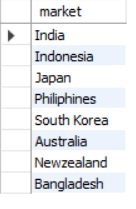 market
India
Indonesia
Japan
Philiphines
South Korea
Australia
Newzealand
Bangladesh